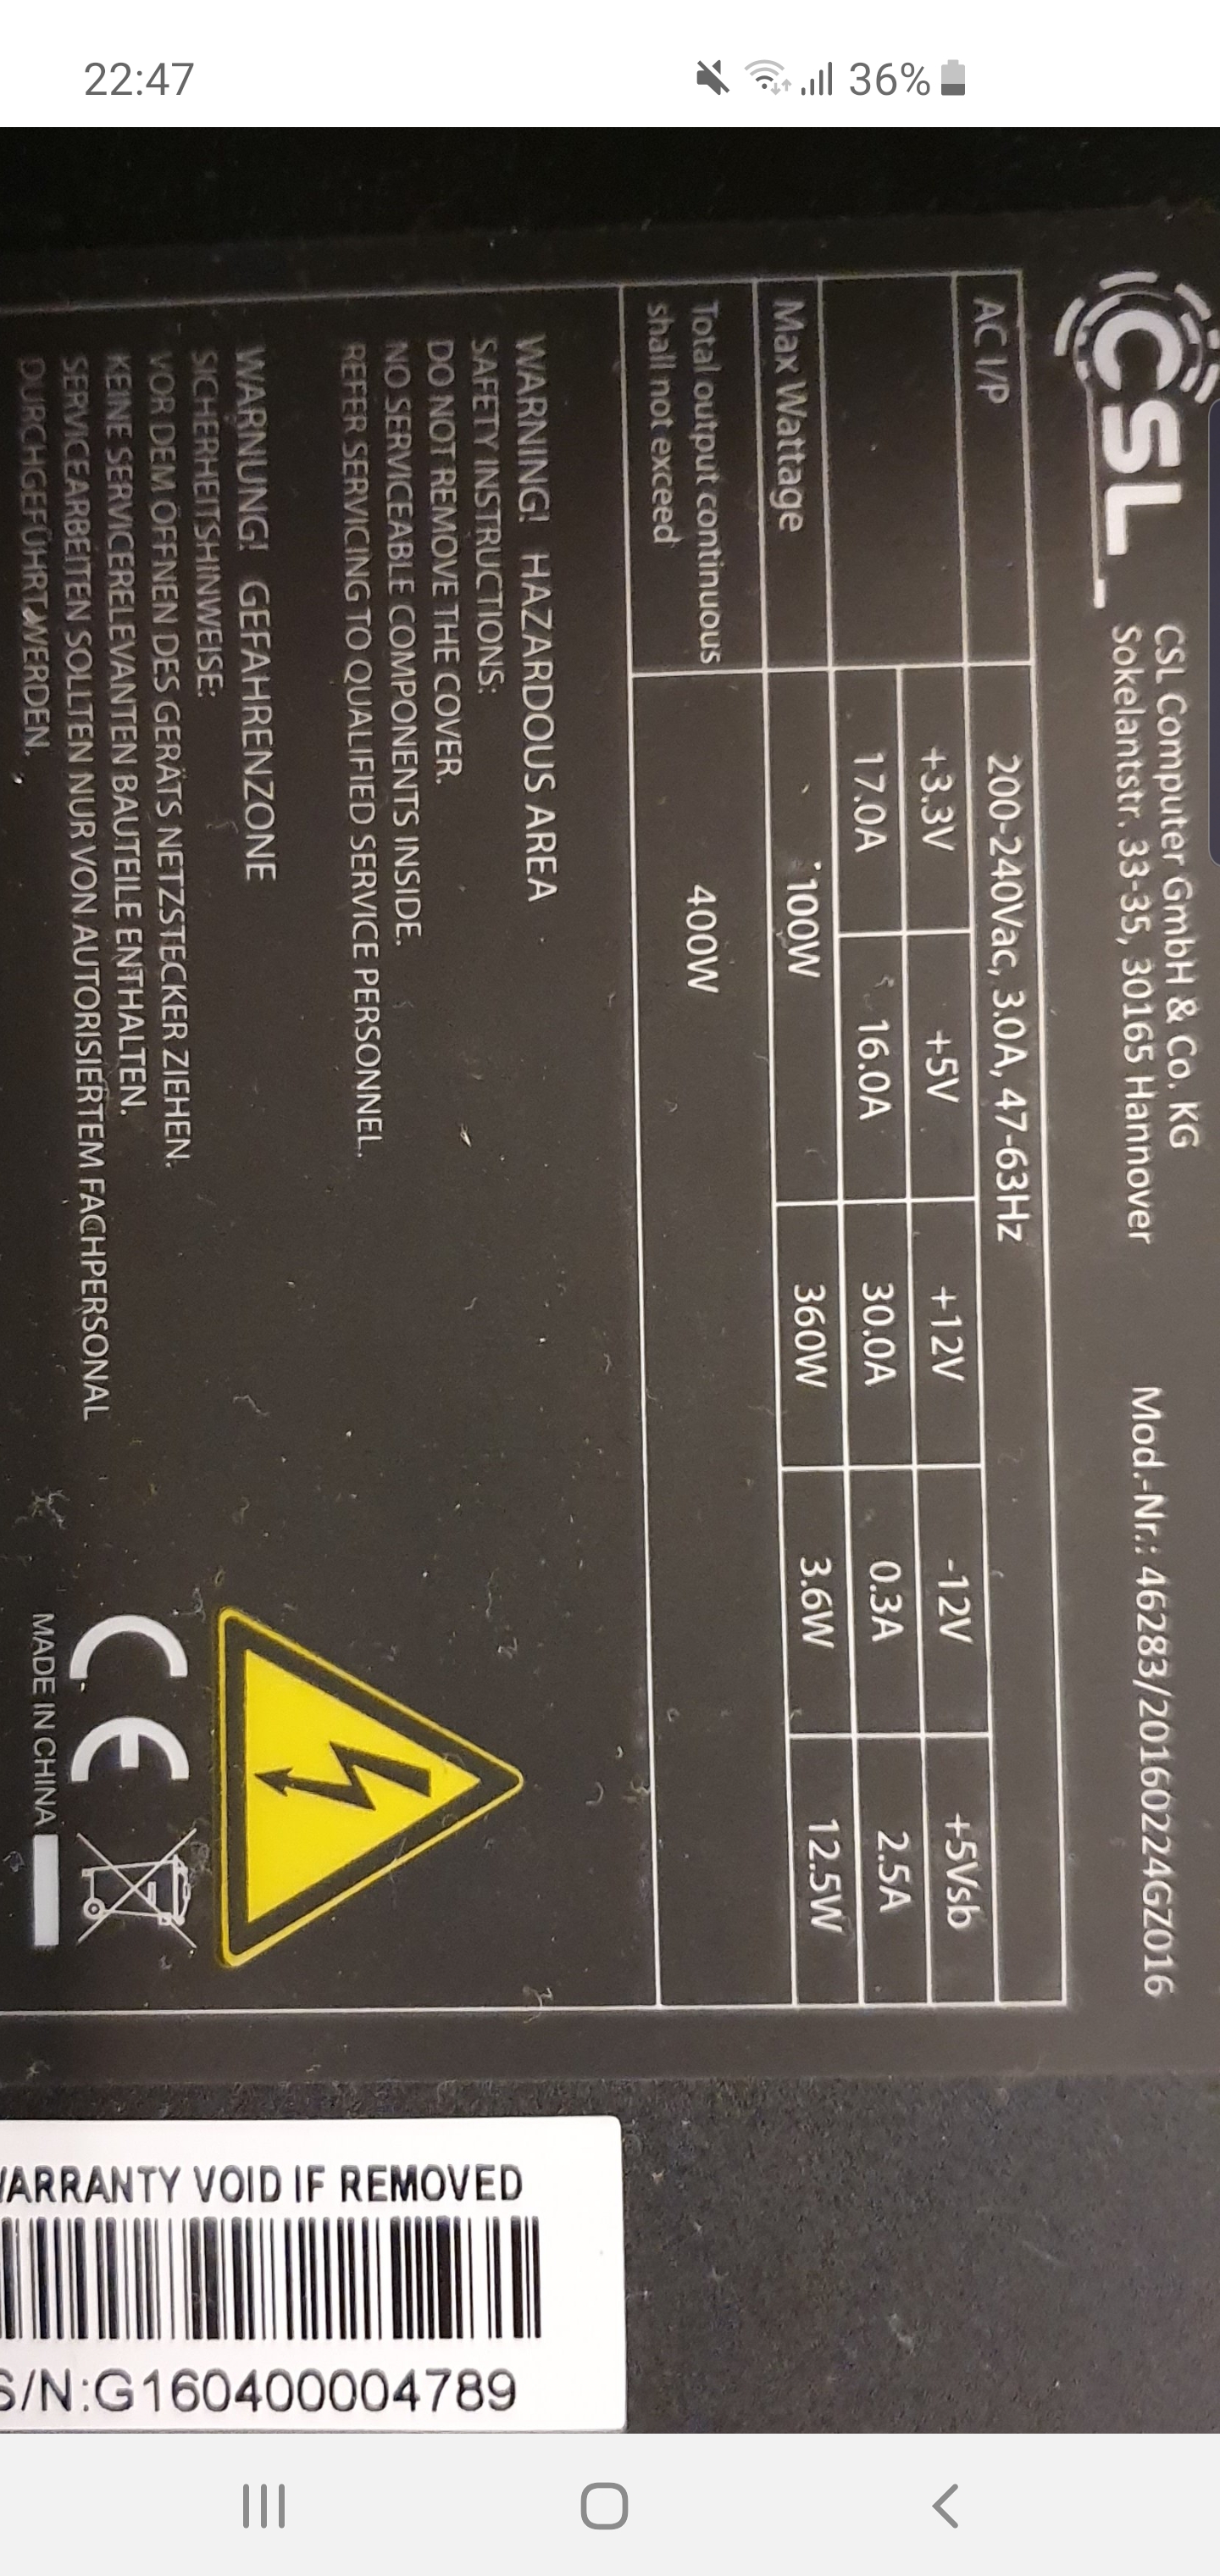 22:47
36%
CSL
CSL Computer GmbH & Co. KG
Sokelantstr. 33-35, 30165 Hannover
Mod.-Nr.: 46283/20160224GZ016
AC I/P 200-240Vac, 3.0A, 47-63Hz
+3.3V +5V +12V -12V +5Vsb
17.0A 16.0A 30.0A 0.3A 2.5A
Max Wattage 100W 360W 3.6W 12.5W
Total output continuous
shall not exceed
400W
WARNING! HAZARDOUS AREA
SAFETY INSTRUCTIONS:
DO NOT REMOVE THE COVER.
NO SERVICEABLE COMPONENTS INSIDE.
REFER SERVICING TO QUALIFIED SERVICE PERSONNEL.
WARNUNG! GEFAHRENZONE
SICHERHEITSHINWEISE:
VOR DEM ÖFFNEN DES GERÄTS NETZSTECKER ZIEHEN.
KEINE SERVICERELEVANTEN BAUTEILE ENTHALTEN.
SERVICEARBEITEN SOLLTEN NUR VON AUTORISIERTEM FACHPERSONAL
DURCHGEFÜHRT WERDEN.
CE
MADE IN CHINA
WARRANTY VOID IF REMOVED
S/N:G160400004789